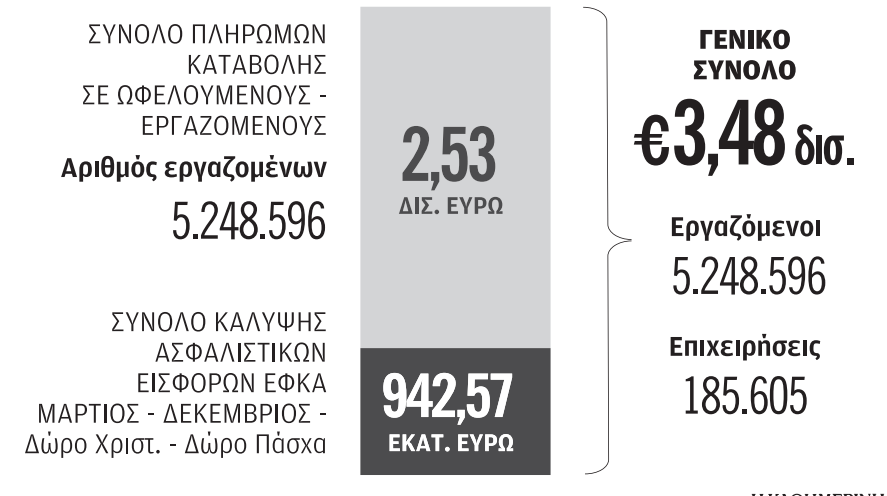 ΣΥΝΟΛΟ ΠΛΗΡΩΜΩΝ
ΚΑΤΑΒΟΛΗΣ
ΣΕ ΩΦΕΛΟΥΜΕΝΟΥΣ -
ΕΡΓΑΖΟΜΕΝΟΥΣ
Αριθμός εργαζομένων
5.248.596
2,53
ΔΙΣ. ΕΥΡΩ
ΣΥΝΟΛΟ ΚΑΛΥΨΗΣ
ΑΣΦΑΛΙΣΤΙΚΩΝ
ΕΙΣΦΟΡΩΝ ΕΦΚΑ
ΜΑΡΤΙΟΣ - ΔΕΚΕΜΒΡΙΟΣ -
Δώρο Χριστ. - Δώρο Πάσχα
942,57
ΕΚΑΤ. ΕΥΡΩ
ΓΕΝΙΚΟ
ΣΥΝΟΛΟ
€3,48 δισ.
Εργαζόμενοι
5.248.596
Επιχειρήσεις
185.605